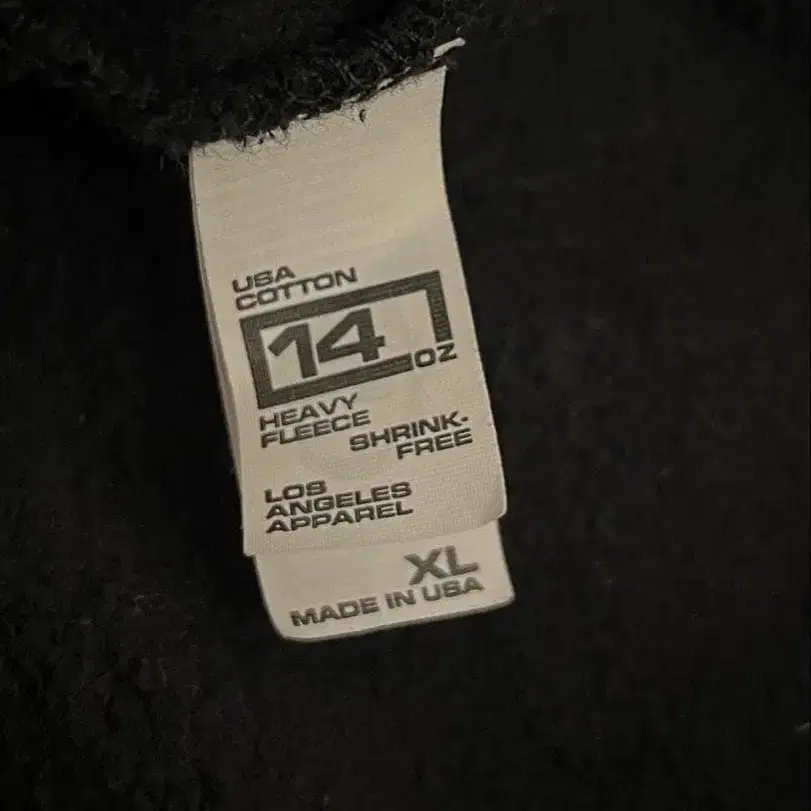 USA
COTTON
14
OZ
HEAVY
FLEECE
SHRINK-
FREE
LOS
ANGELES
APPAREL
XL
MADE IN USA